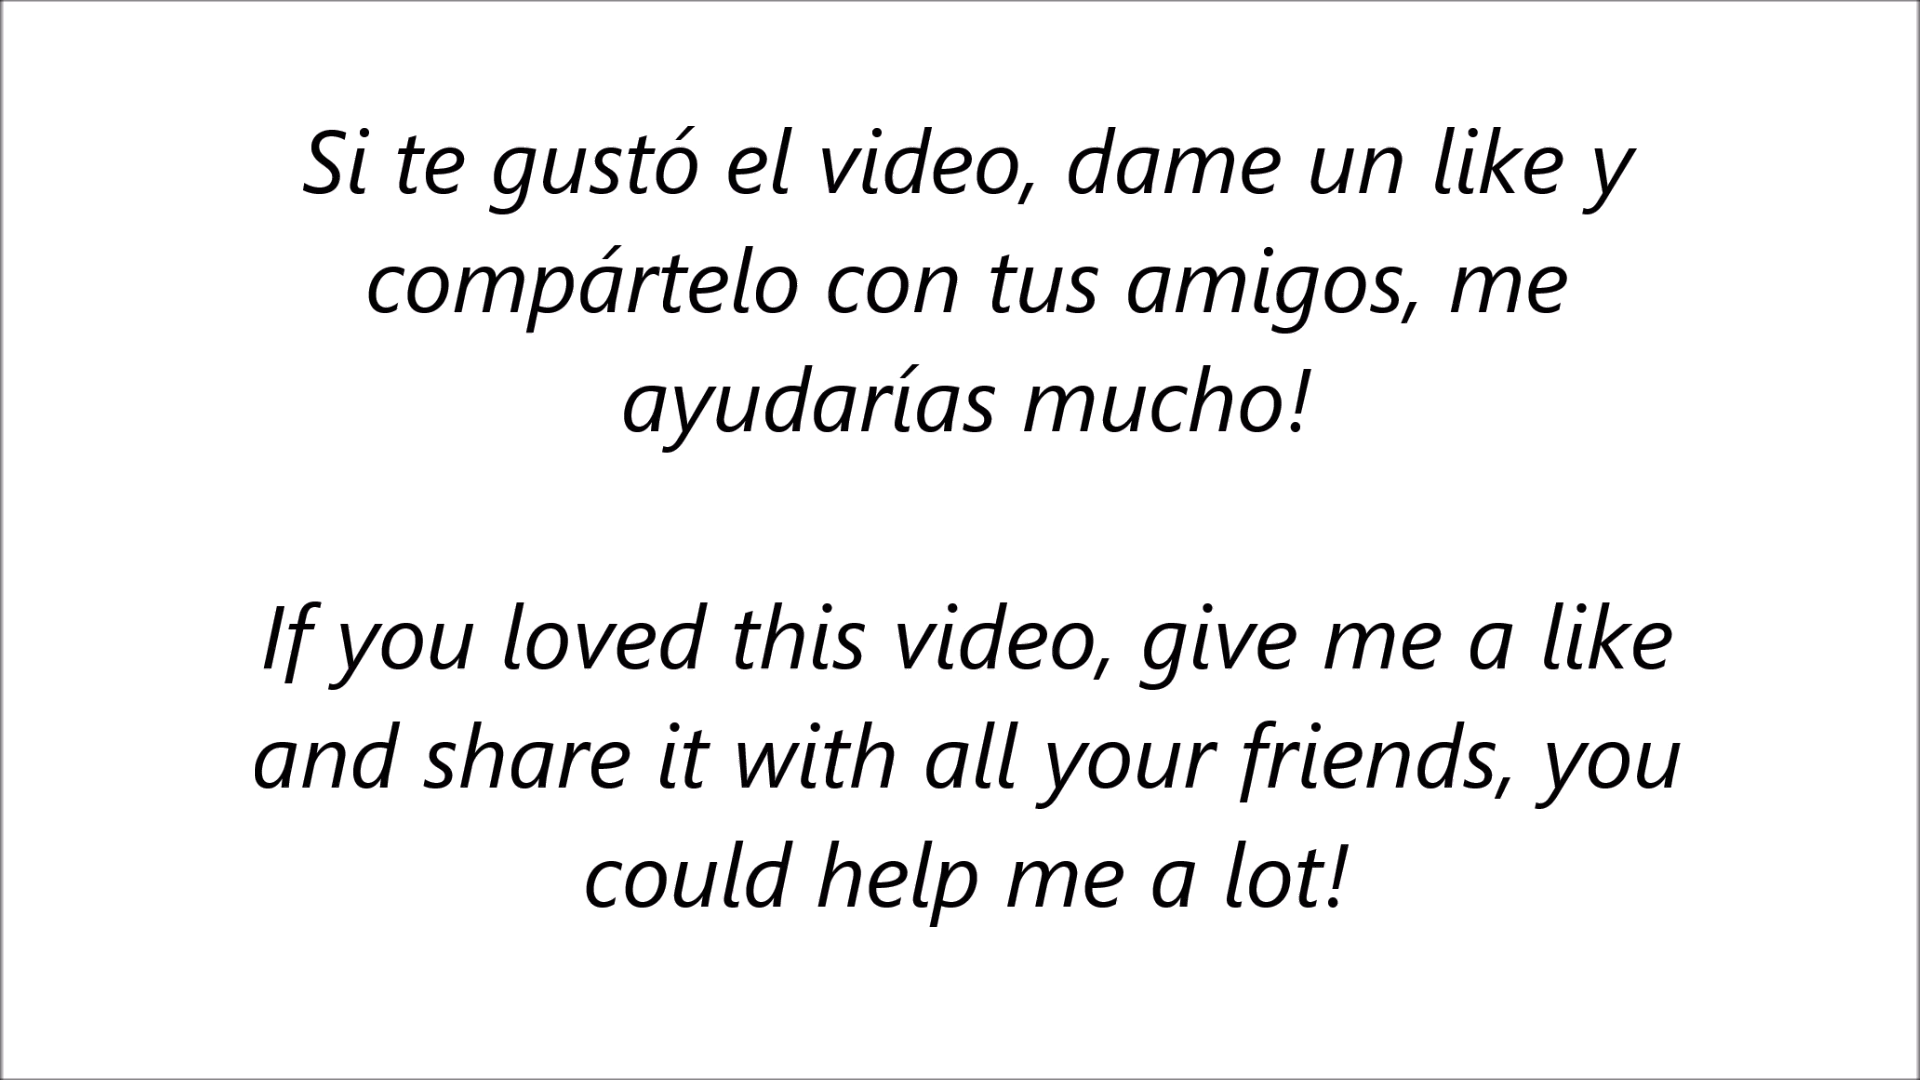 Si te gustó el video, dame un like y
compártelo con tus amigos, me
ayudarías mucho!
If you loved this video, give me a like
and share it with all your friends, you
could help me a lot!